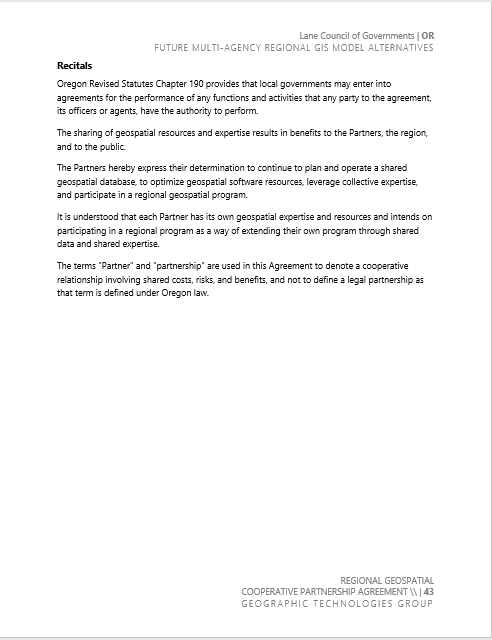 Lane Council of Governments | OR
FUTURE MULTI-AGENCY REGIONAL GIS MODEL ALTERNATIVES
Recitals
Oregon Revised Statutes Chapter 190 provides that local governments may enter into
agreements for the performance of any functions and activities that any party to the agreement,
its officers or agents, have the authority to perform.
The sharing of geospatial resources and expertise results in benefits to the Partners, the region,
and to the public.
The Partners hereby express their determination to continue to plan and operate a shared
geospatial database, to optimize geospatial software resources, leverage collective expertise,
and participate in a regional geospatial program.
It is understood that each Partner has its own geospatial expertise and resources and intends on
participating in a regional program as a way of extending their own program through shared
data and shared expertise.
The terms "Partner" and "partnership" are used in this Agreement to denote a cooperative
relationship involving shared costs, risks, and benefits, and not to define a legal partnership as
that term is defined under Oregon law.
REGIONAL GEOSPATIAL
COOPERATIVE PARTNERSHIP AGREEMENT \\ | 43
GEOGRAPHIC TECHNOLOGIES GROUP